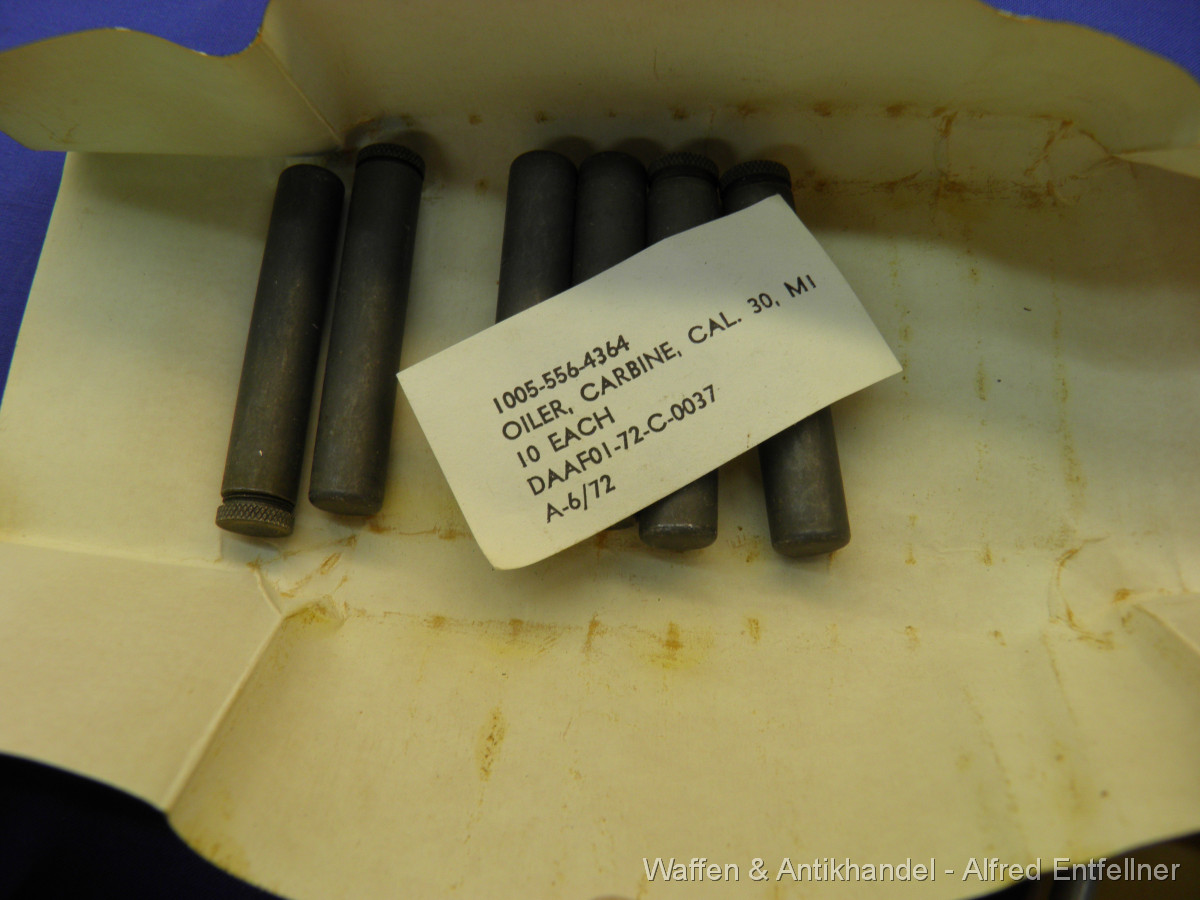 1005-556-4364
OILER, CARBINE, CAL. 30, M1
10 EACH
DAAF01-72-C-0037
A-6/72
Waffen & Antikhandel - Alfred Entfellner